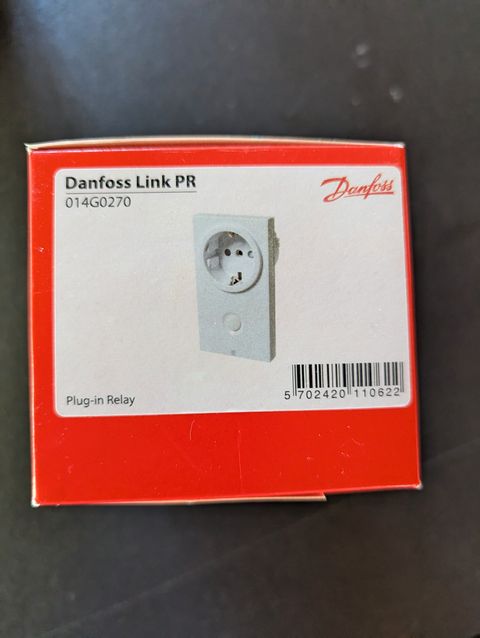 Danfoss Link PR
014G0270
Danfoss
Plug-in Relay
5 702420 110622